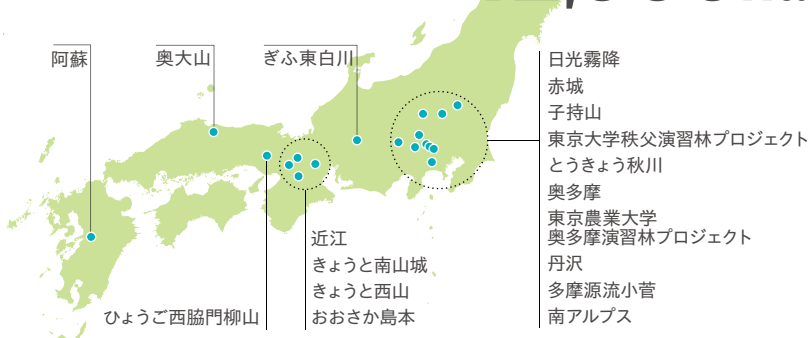 阿蘇
奥大山
ぎふ東白川
日光霧降
赤城
子持山
東京大学秩父演習林プロジェクト
とうきょう秋川
奥多摩
東京農業大学
奥多摩演習林プロジェクト
丹沢
多摩源流小菅
南アルプス
近江
きょうと南山城
きょうと西山
おおさか島本
ひょうご西脇門柳山